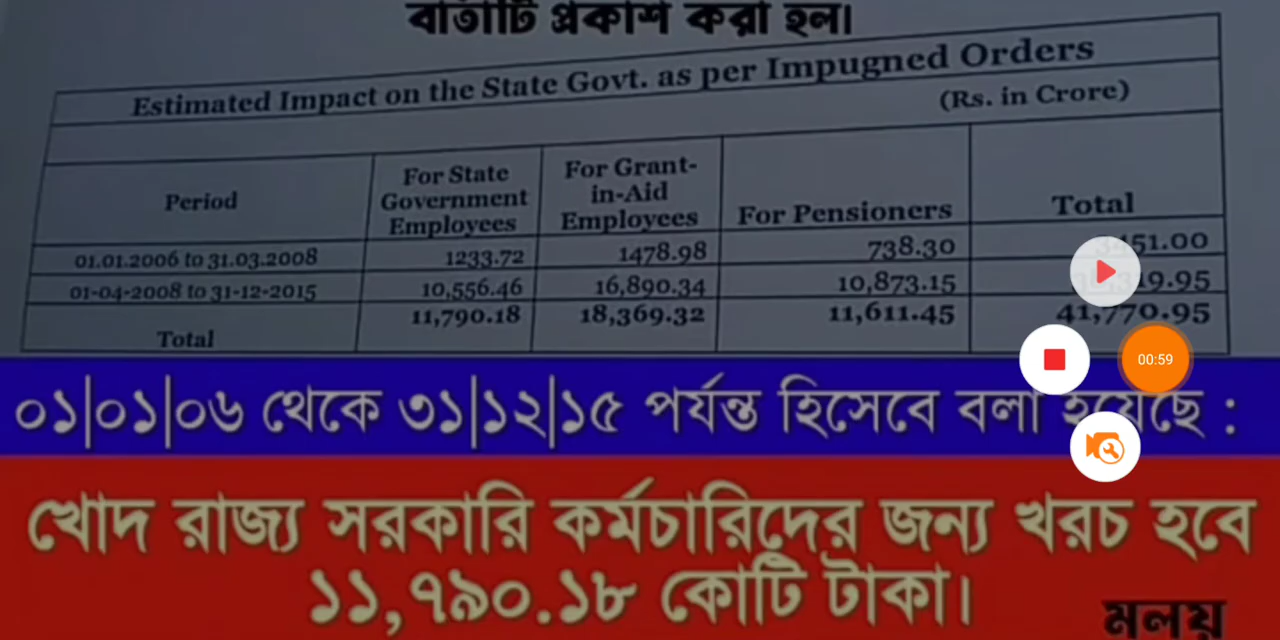 বার্তাটি প্রকাশ করা হল।
Estimated Impact on the State Govt. as per Impugned Orders
(Rs. in Crore)
Period For State Government Employees For Grant-in-Aid Employees For Pensioners Total
01.01.2006 to 31.03.2008 1233.72 1478.98 738.30
01-04-2008 to 31-12-2015 10,556.46 16,890.34 10,873.15
Total 11,790.18 18,369.32 11,611.45 41,770.95
00:59
০১|০১|০৬ থেকে ৩১|১২|১৫ পর্যন্ত হিসেবে বলা হয়েছে :
খোদ রাজ্য সরকারি কর্মচারিদের জন্য খরচ হবে
১১,৭৯০.১৮ কোটি টাকা।
মলয়